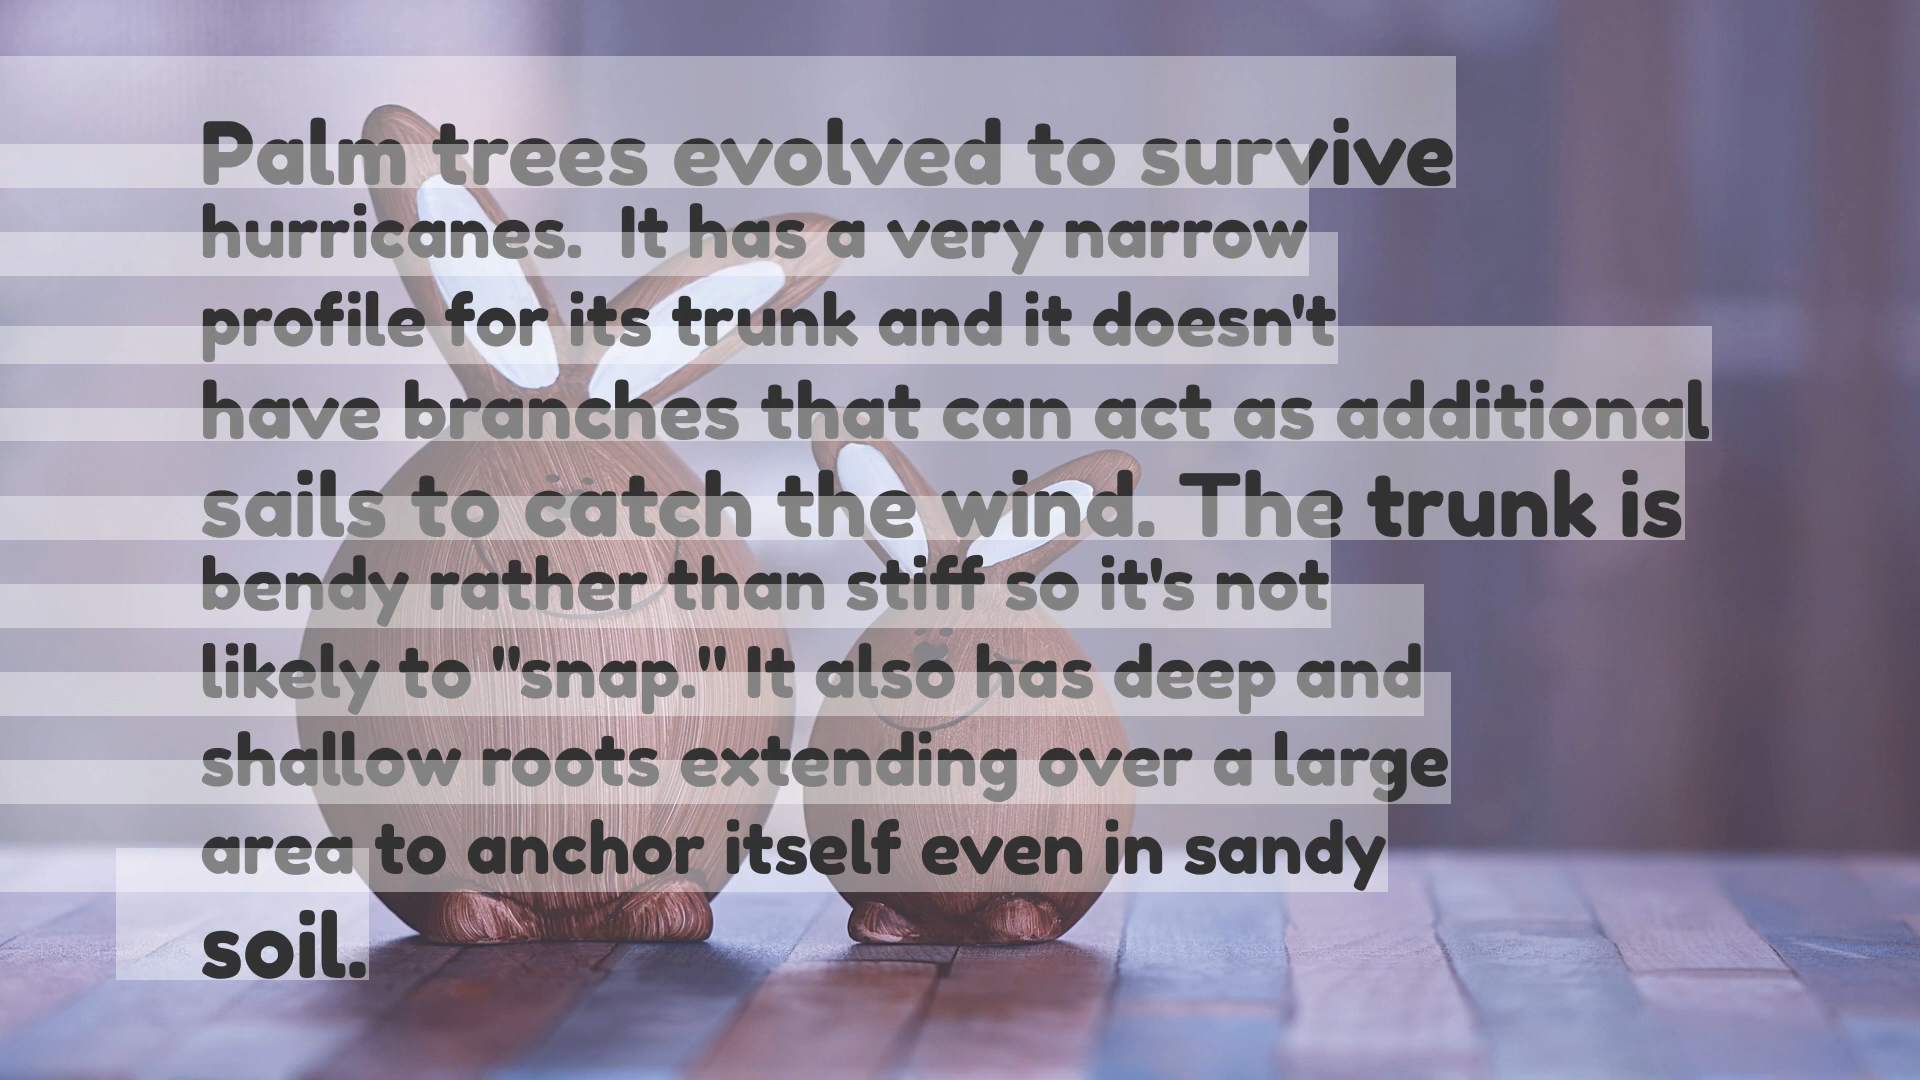 Palm trees evolved to survive
hurricanes.  It has a very narrow
profile for its trunk and it doesn't
have branches that can act as additional
sails to catch the wind. The trunk is
bendy rather than stiff so it's not
likely to "snap." It also has deep and
shallow roots extending over a large
area to anchor itself even in sandy
soil.